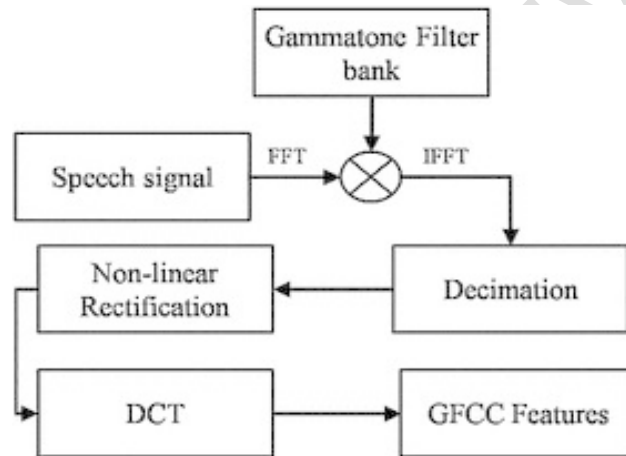 Gammatone Filter
bank
Speech signal
FFT
IFFT
Non-linear
Rectification
Decimation
DCT
GFCC Features